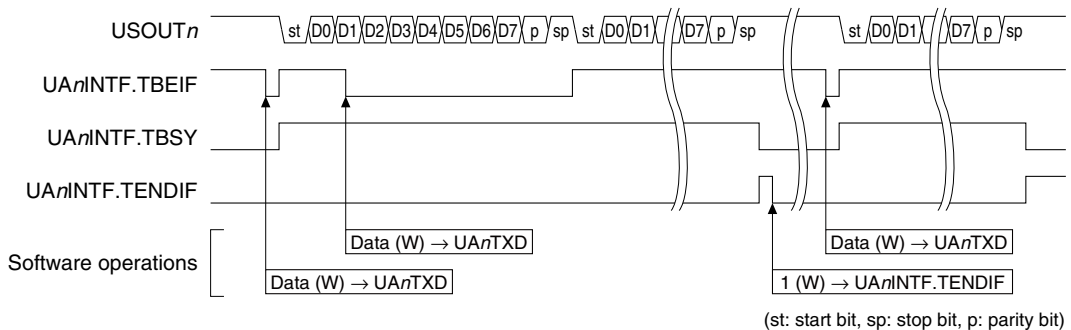 USOUTn
st D0 D1 D2 D3 D4 D5 D6 D7 p sp st D0 D1 D7 p sp st D0 D1 D7 p sp
UAnINTF.TBEIF
UAnINTF.TBSY
UAnINTF.TENDIF
Software operations
Data (W) → UAnTXD
Data (W) → UAnTXD
Data (W) → UAnTXD
1 (W) → UAnINTF.TENDIF
(st: start bit, sp: stop bit, p: parity bit)